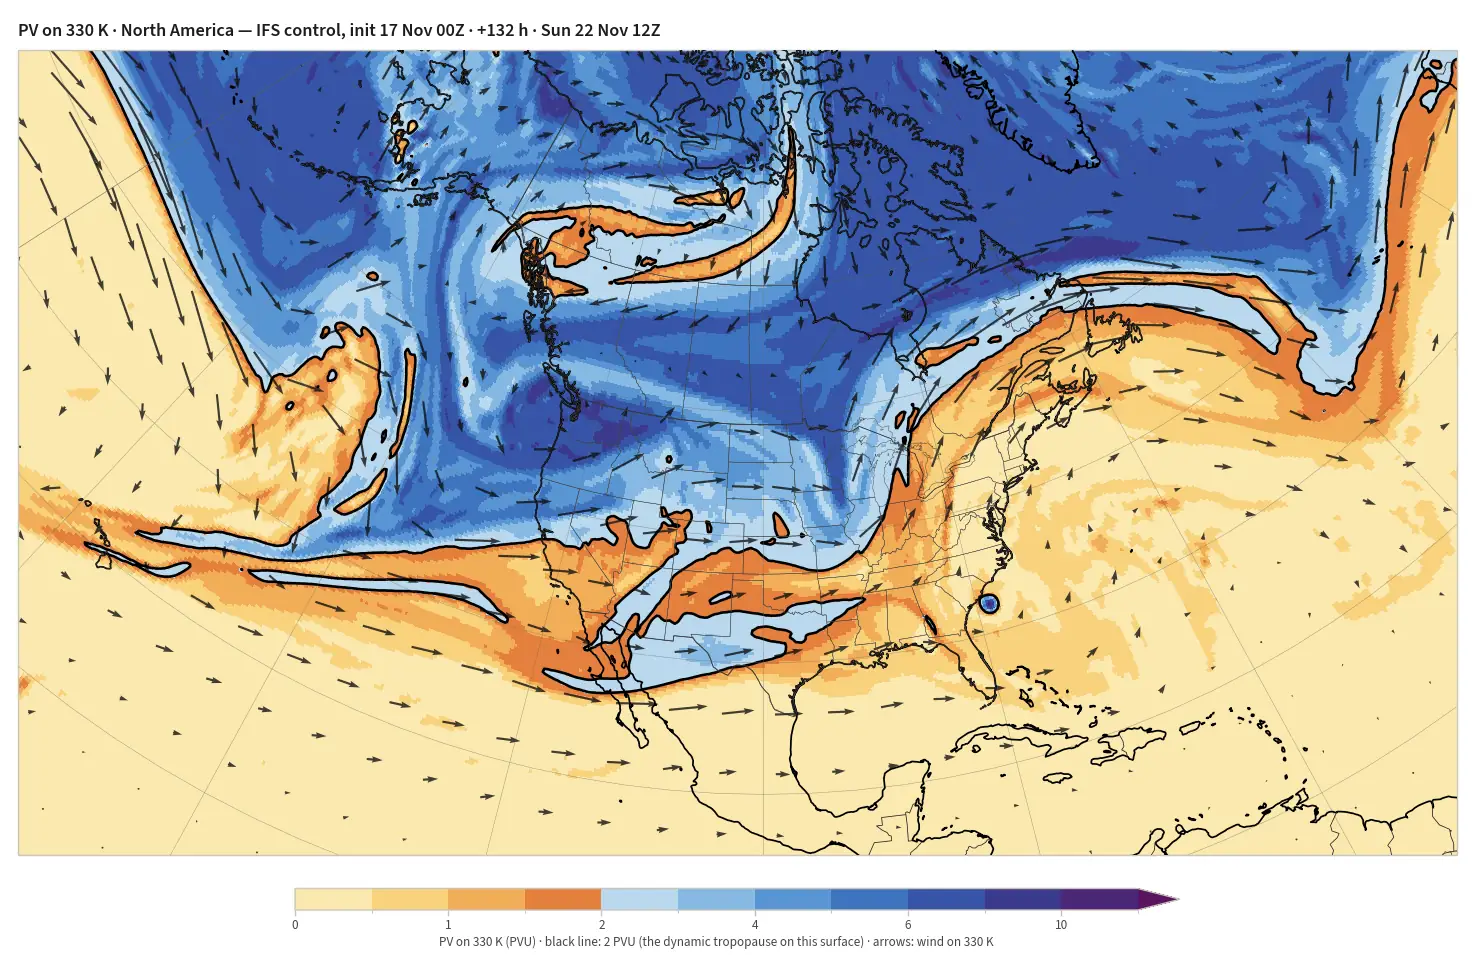 PV on 330 K · North America — IFS control, init 17 Nov 00Z · +132 h · Sun 22 Nov 12Z
0 1 2 4 6 10
PV on 330 K (PVU) · black line: 2 PVU (the dynamic tropopause on this surface) · arrows: wind on 330 K